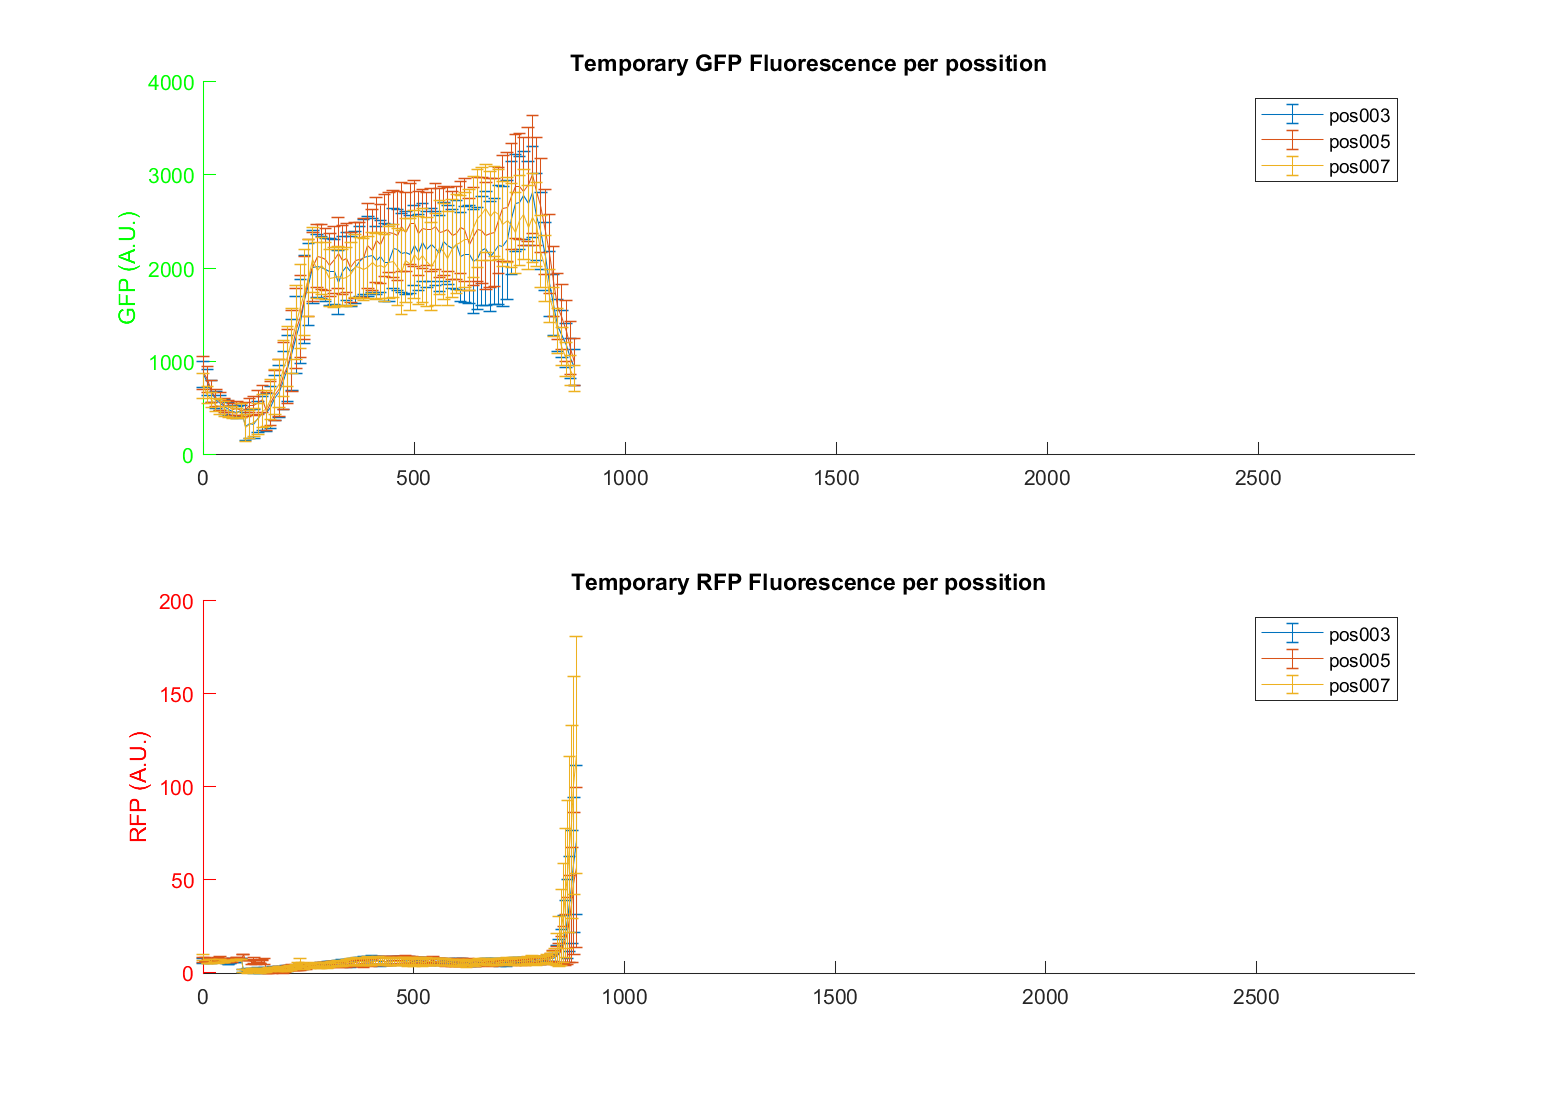 Temporary GFP Fluorescence per possition
4000
3000
2000
1000
0
GFP (A.U.)
pos003
pos005
pos007
0 500 1000 1500 2000 2500
Temporary RFP Fluorescence per possition
200
150
100
50
0
RFP (A.U.)
pos003
pos005
pos007
0 500 1000 1500 2000 2500